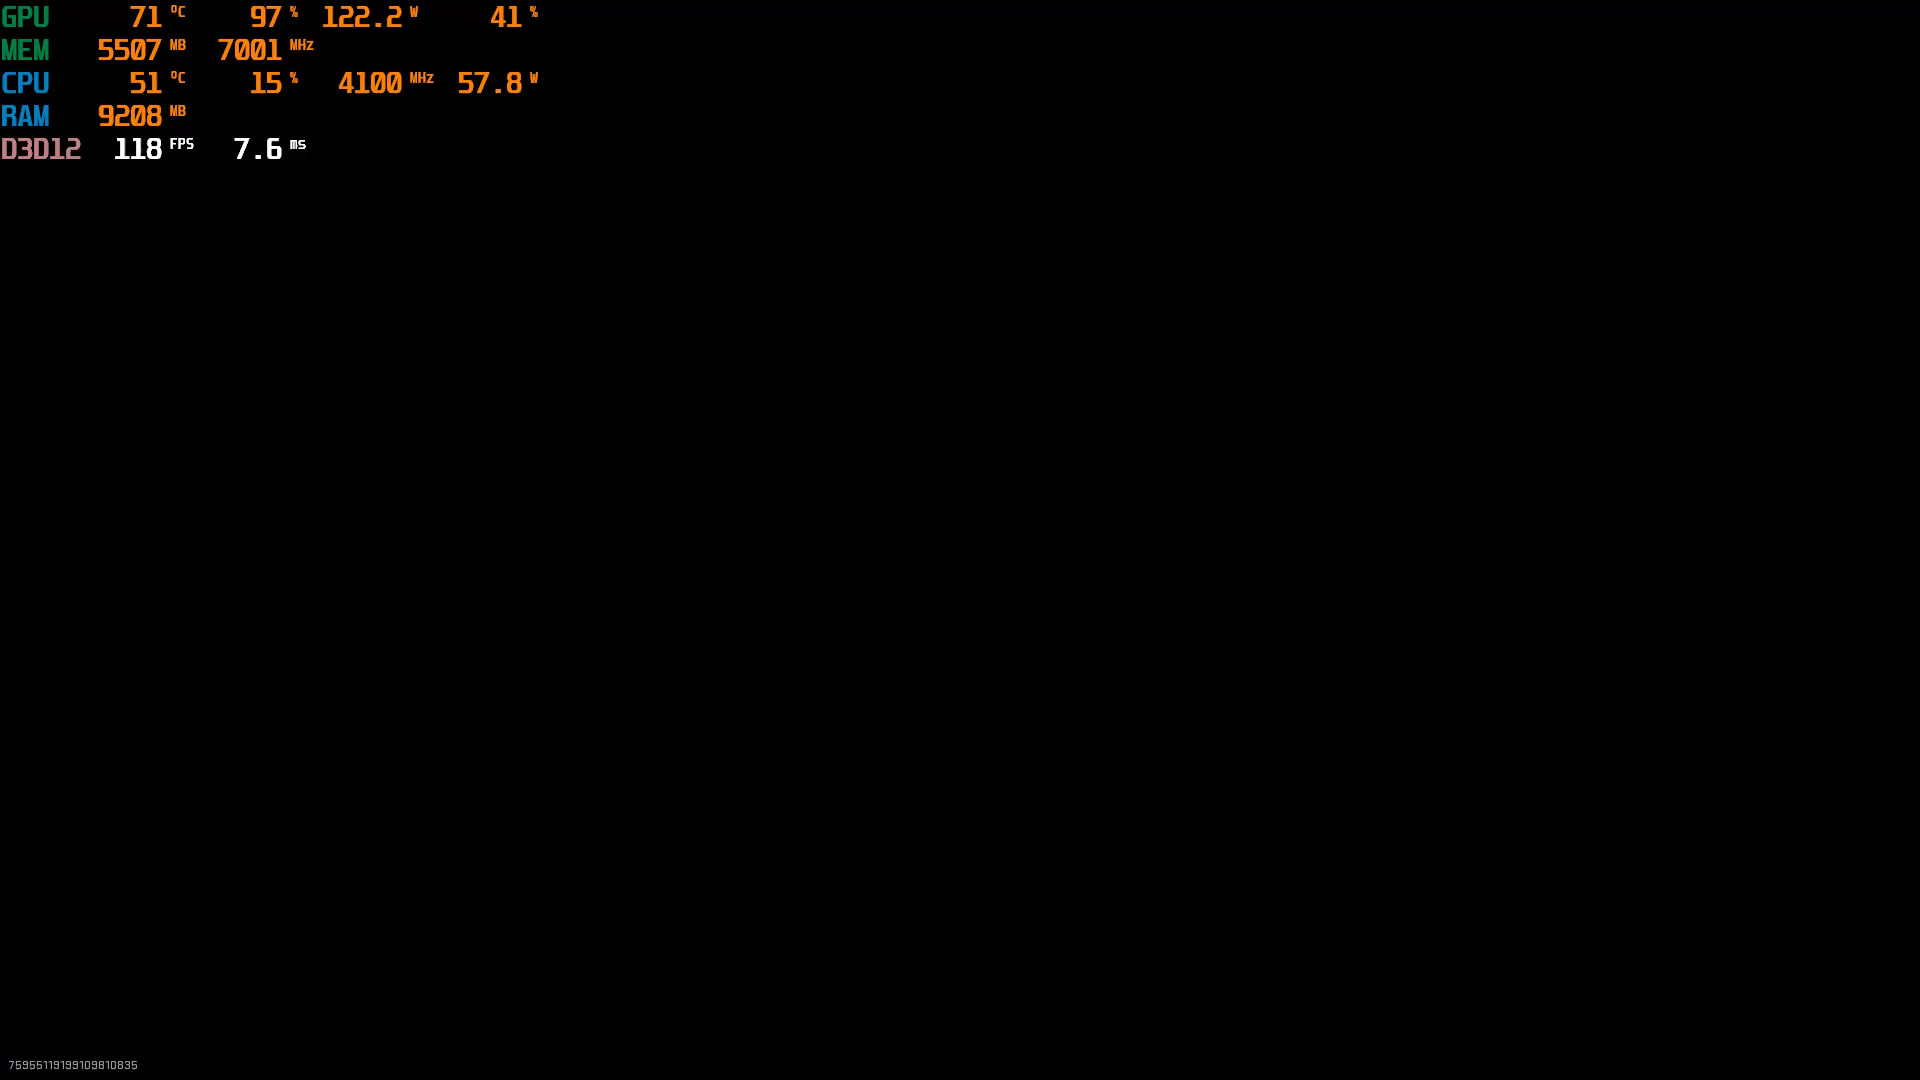 GPU 71 °C 97 % 122.2 W 41 %
MEM 5507 MB 7001 MHz
CPU 51 °C 15 % 4100 MHz 57.8 W
RAM 9208 MB
D3D12 118 FPS 7.6 ms
75955119199109810835